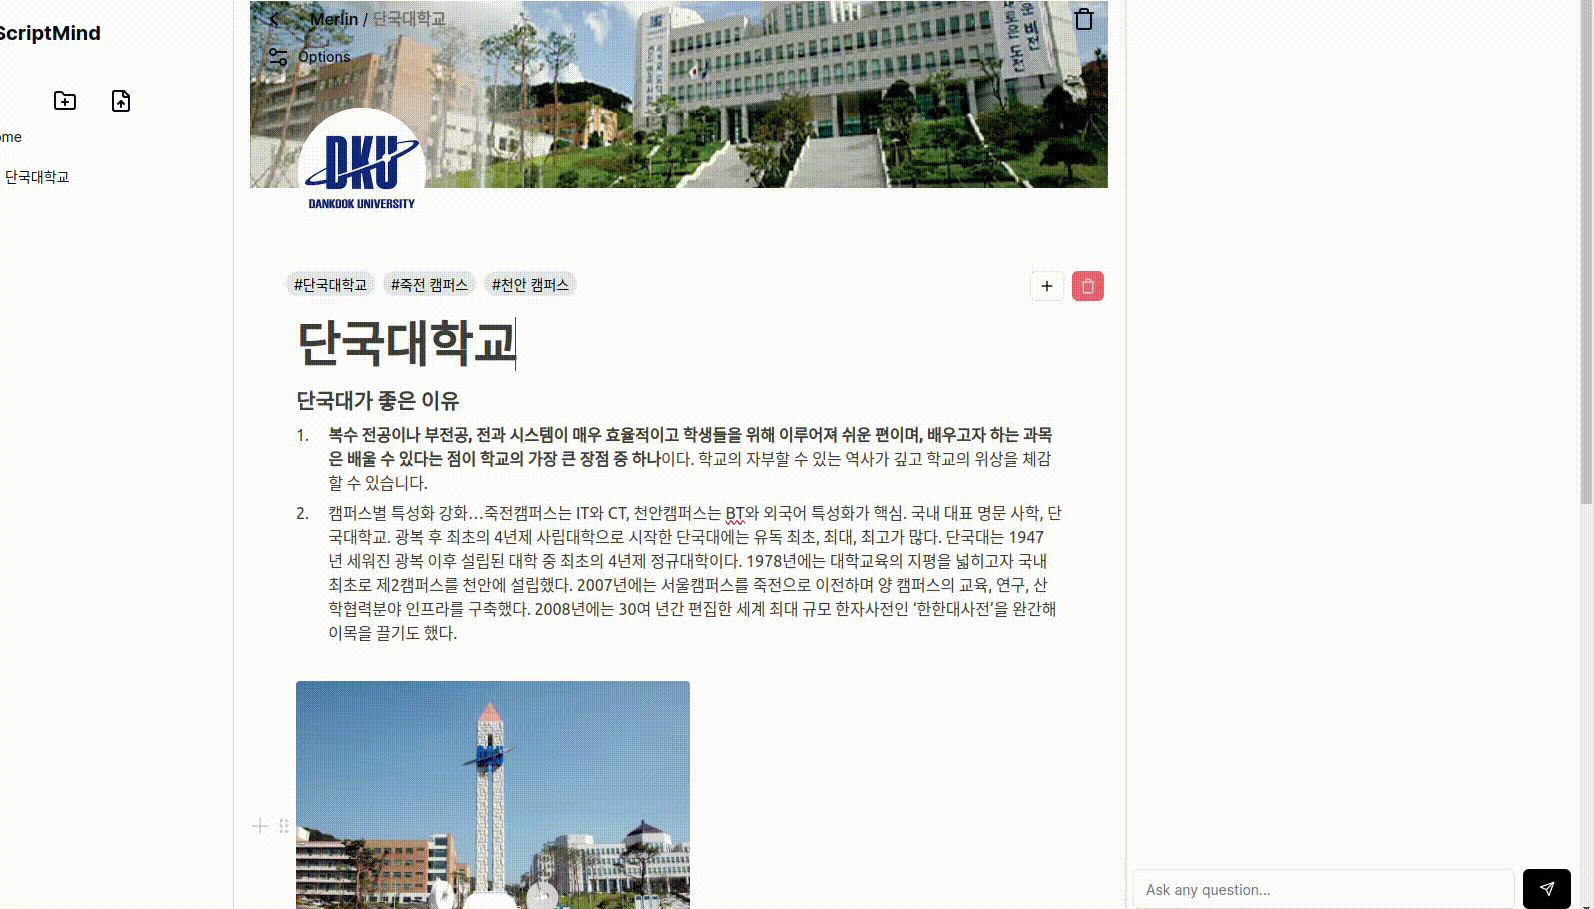 ScriptMind
ome
단국대학교
Merlin / 단국대학교
Options
운 비전
로운 도전
DKU
DANKOOK UNIVERSITY
#단국대학교 #죽전 캠퍼스 #천안 캠퍼스
단국대학교
단국대가 좋은 이유
1. 복수 전공이나 부전공, 전과 시스템이 매우 효율적이고 학생들을 위해 이루어져 쉬운 편이며, 배우고자 하는 과목
은 배울 수 있다는 점이 학교의 가장 큰 장점 중 하나이다. 학교의 자부할 수 있는 역사가 깊고 학교의 위상을 체감
할 수 있습니다.
2. 캠퍼스별 특성화 강화…죽전캠퍼스는 IT와 CT, 천안캠퍼스는 BT와 외국어 특성화가 핵심. 국내 대표 명문 사학, 단
국대학교. 광복 후 최초의 4년제 사립대학으로 시작한 단국대에는 유독 최초, 최대, 최고가 많다. 단국대는 1947
년 세워진 광복 이후 설립된 대학 중 최초의 4년제 정규대학이다. 1978년에는 대학교육의 지평을 넓히고자 국내
최초로 제2캠퍼스를 천안에 설립했다. 2007년에는 서울캠퍼스를 죽전으로 이전하며 양 캠퍼스의 교육, 연구, 산
학협력분야 인프라를 구축했다. 2008년에는 30여 년간 편집한 세계 최대 규모 한자사전인 ‘한한대사전’을 완간해
이목을 끌기도 했다.
Ask any question...